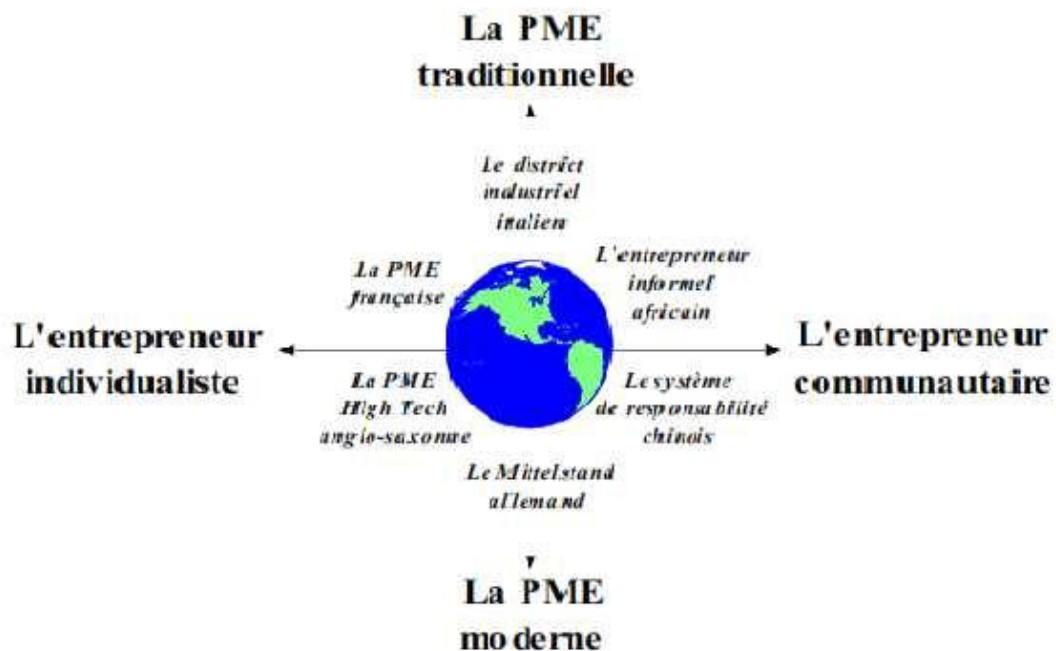 La PME
traditionnelle
Le district
industriel
italien
La PME
française
L'entrepreneur
informel
africain
L'entrepreneur
individualiste
L'entrepreneur
communautaire
La PME
High Tech
anglo-saxonne
Le système
de responsabilité
chinois
Le Mittelstand
allemand
La PME
moderne